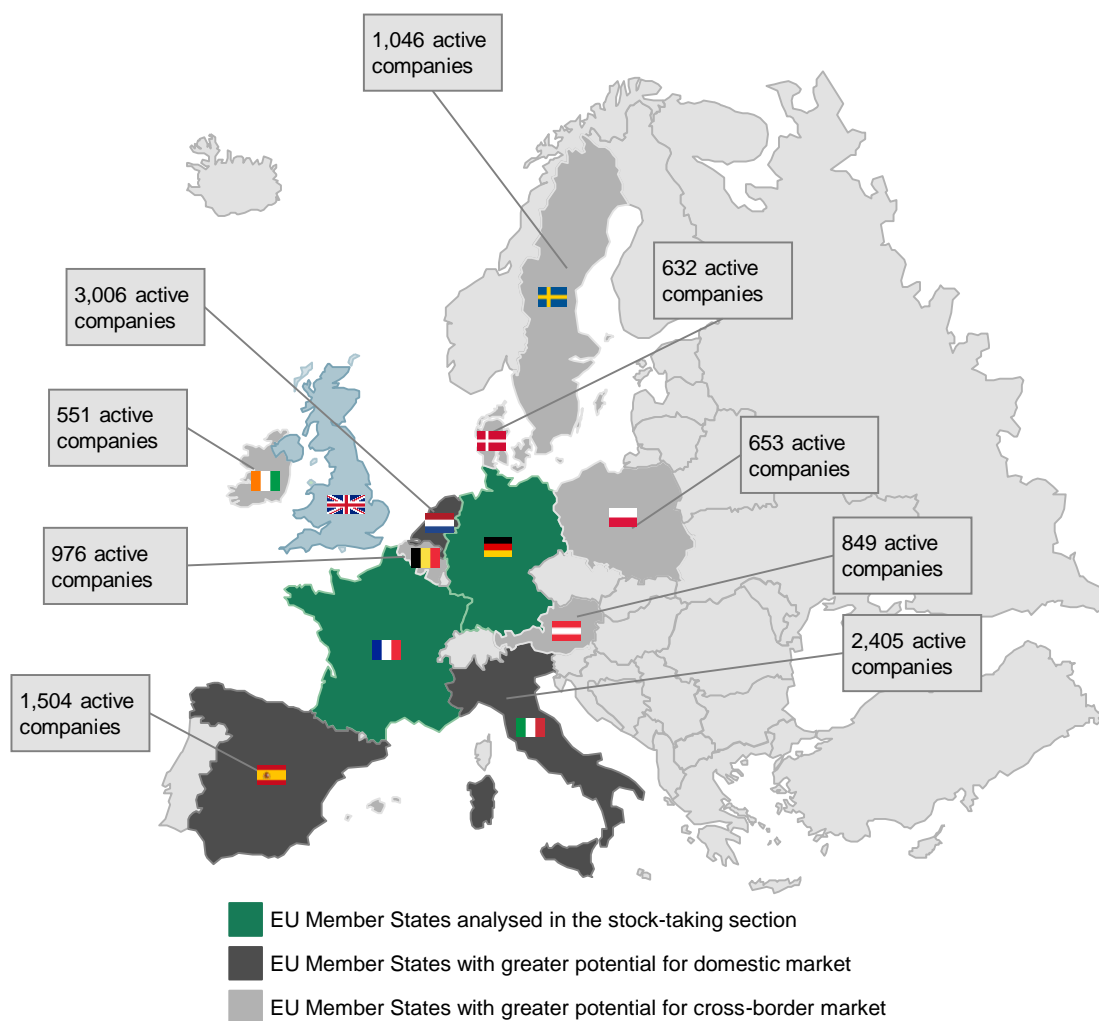 1,046 active
companies
632 active
companies
3,006 active
companies
551 active
companies
653 active
companies
976 active
companies
849 active
companies
2,405 active
companies
1,504 active
companies
EU Member States analysed in the stock-taking section
EU Member States with greater potential for domestic market
EU Member States with greater potential for cross-border market